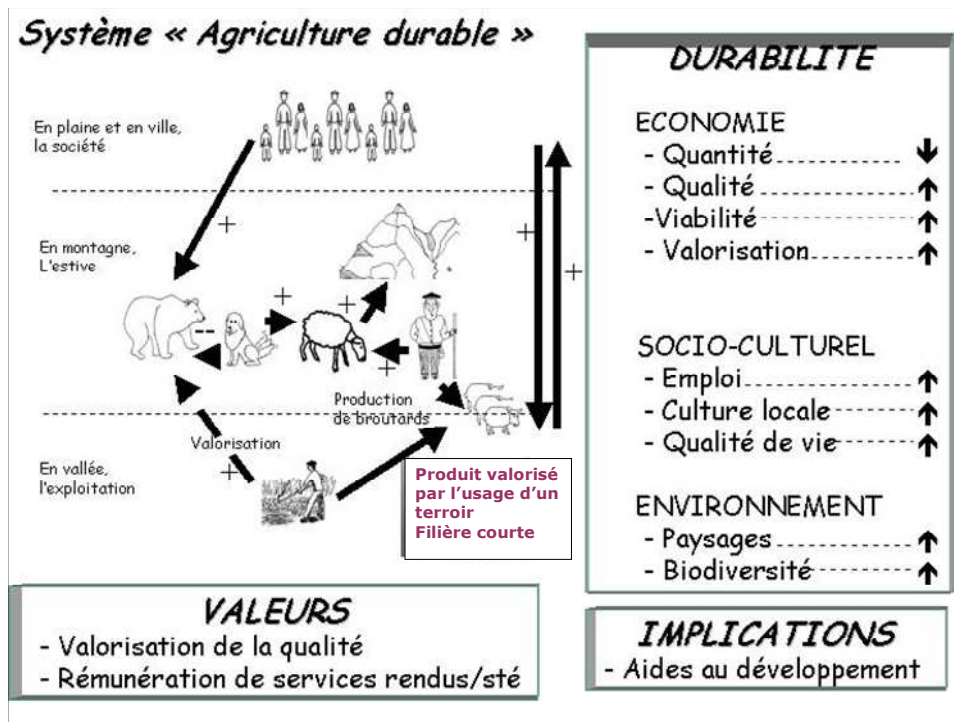 Système « Agriculture durable »
En plaine et en ville,
la société
+
En montagne,
L'estive
+
+
+
+
--
+
Production
de broutards
Valorisation
+
En vallée,
l'exploitation
Produit valorisé
par l'usage d'un
terroir
Filière courte
DURABILITE
ECONOMIE
- Quantité
- Qualité
-Viabilité
- Valorisation
SOCIO-CULTUREL
- Emploi
- Culture locale
- Qualité de vie
ENVIRONNEMENT
- Paysages
- Biodiversité
VALEURS
- Valorisation de la qualité
- Rémunération de services rendus/sté
IMPLICATIONS
- Aides au développement